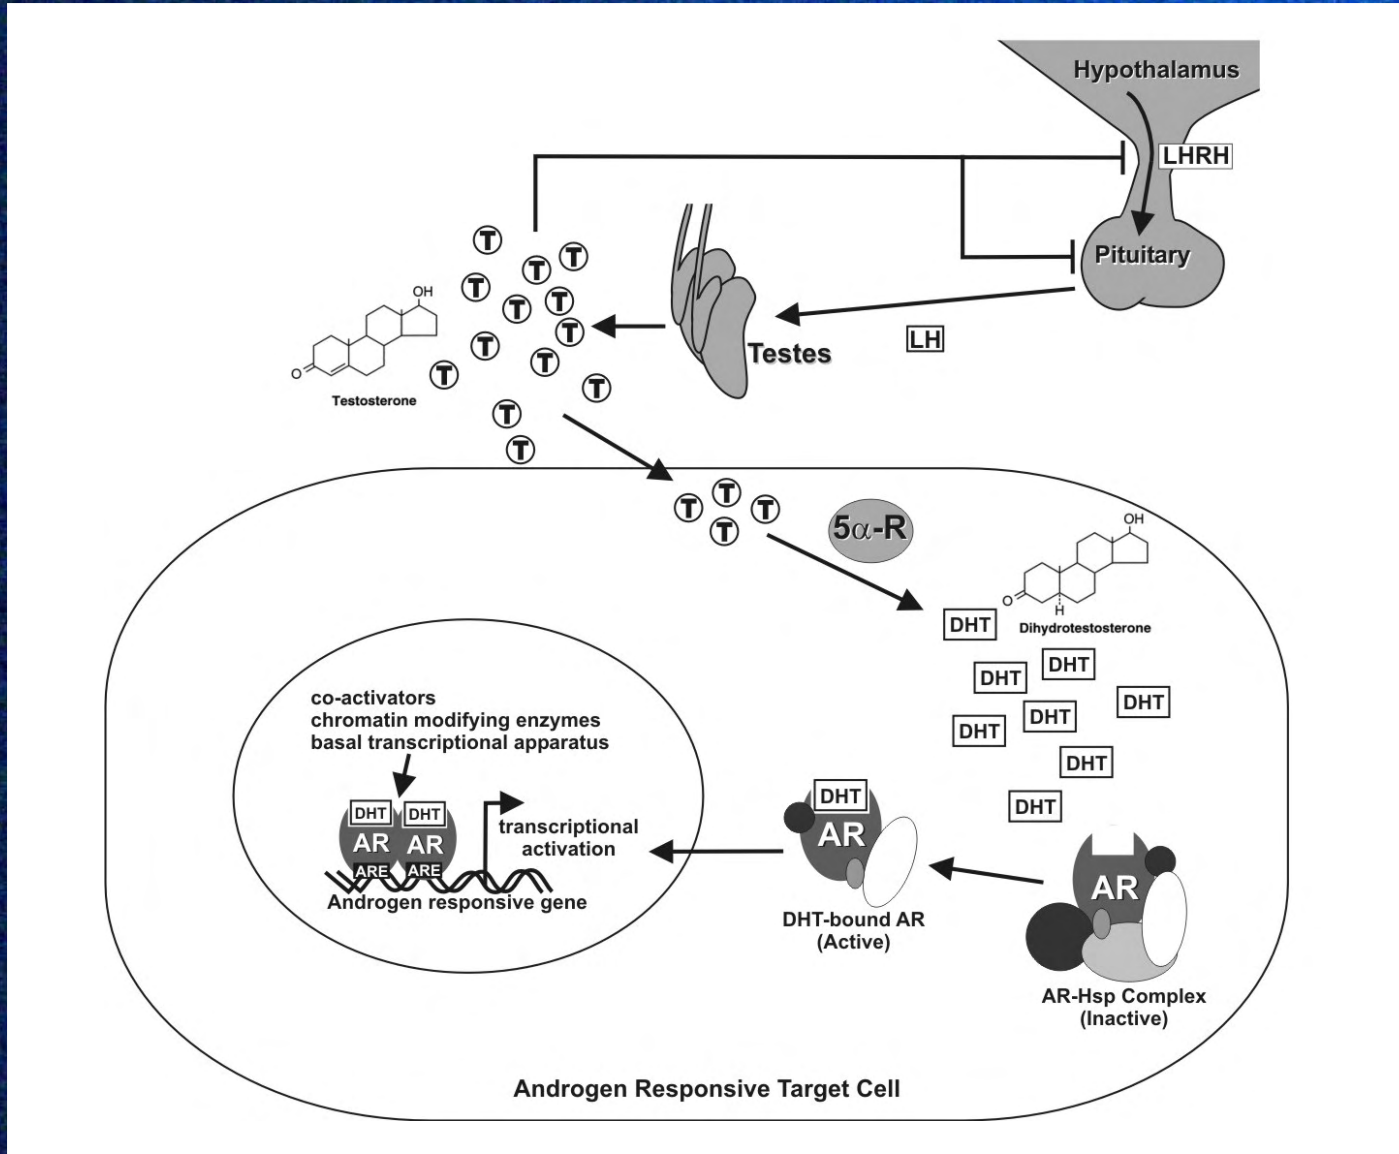 Hypothalamus
LHRH
Pituitary
LH
Testes
T
T
T
T
T
T
T
T
T
T
T
T
T
T
OH
O
Testosterone
T
T
T
T
5α-R
OH
O
H
Dihydrotestosterone
DHT
DHT
DHT
DHT
DHT
DHT
DHT
DHT
co-activators
chromatin modifying enzymes
basal transcriptional apparatus
DHT
DHT
AR
AR
ARE
ARE
transcriptional
activation
Androgen responsive gene
DHT
AR
DHT-bound AR
(Active)
AR
AR-Hsp Complex
(Inactive)
Androgen Responsive Target Cell